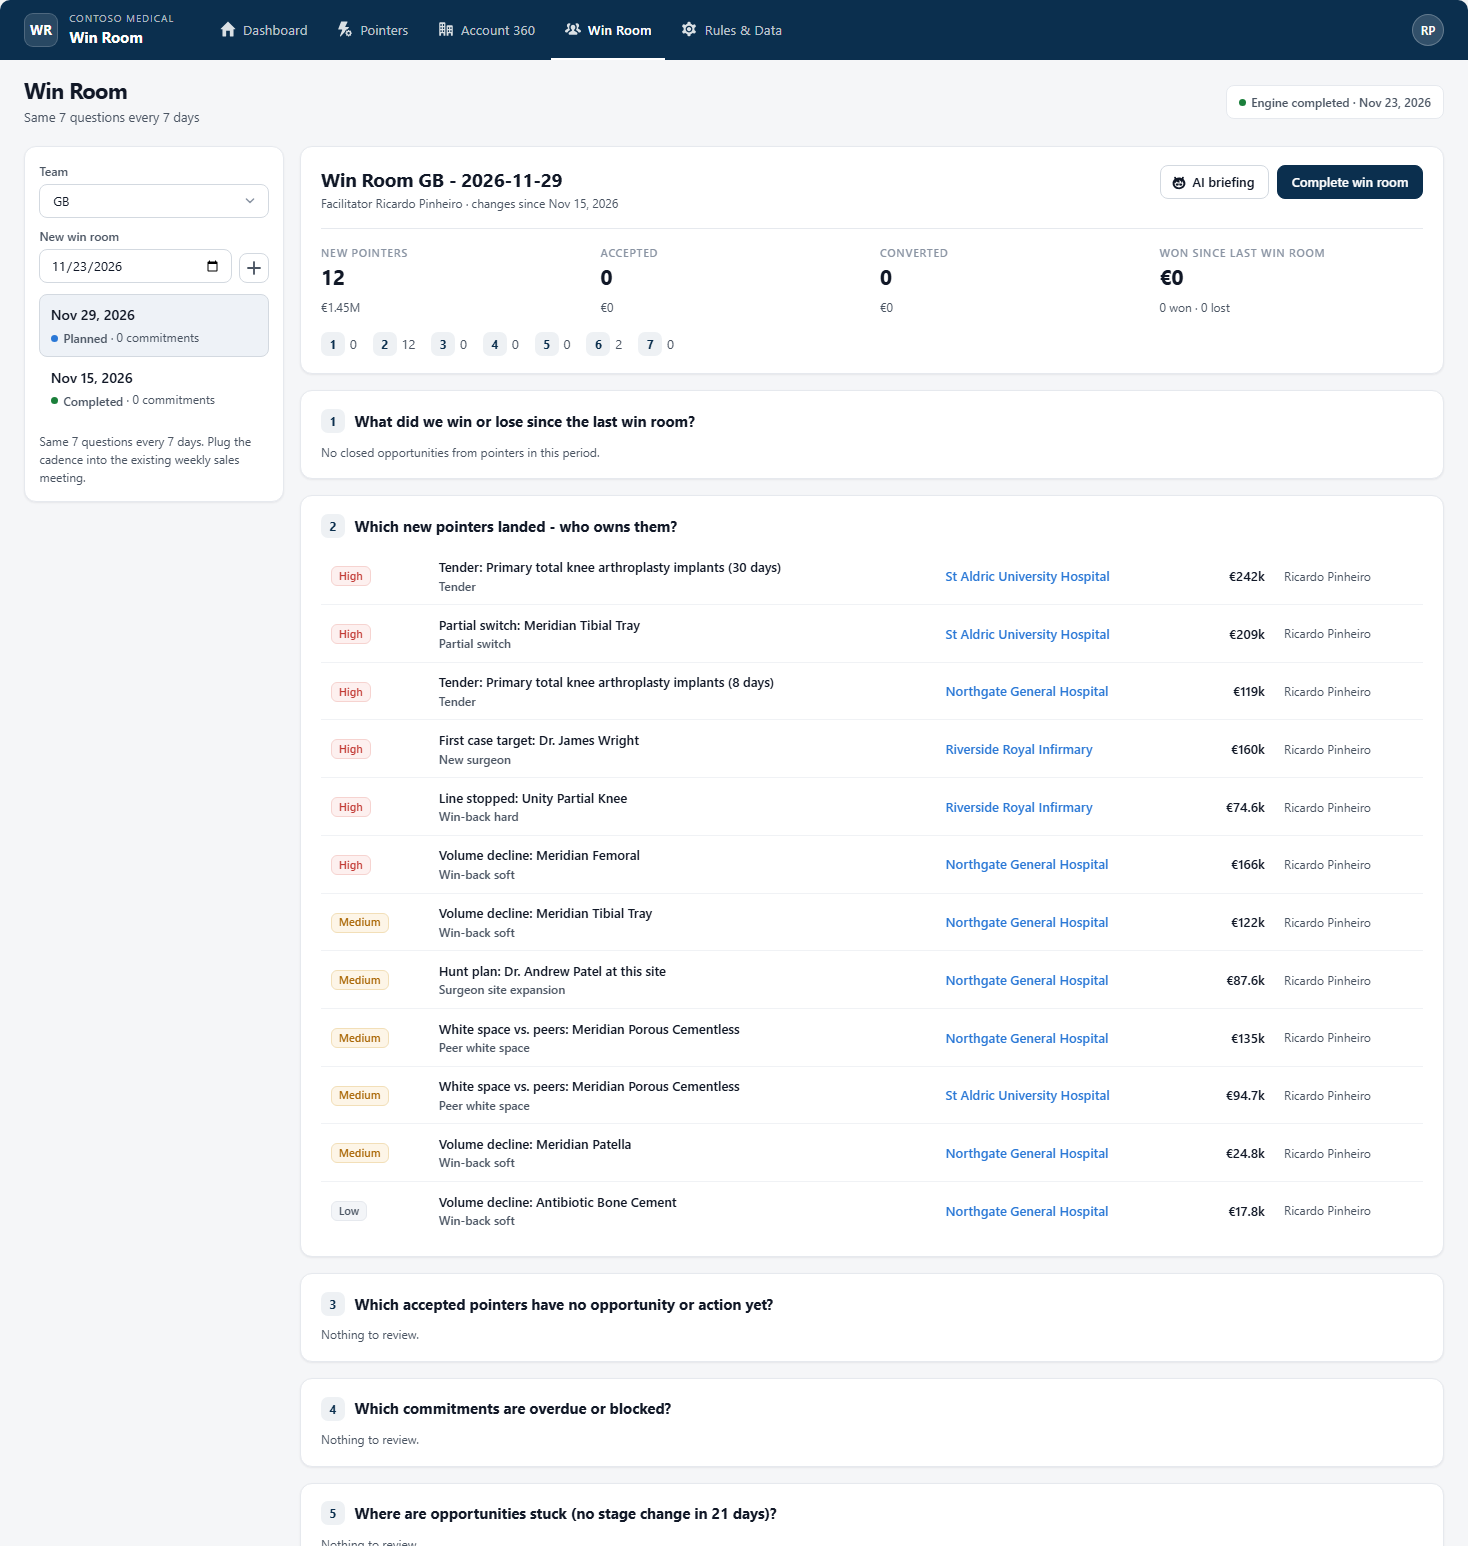 WR
CONTOSO MEDICAL
Win Room
Dashboard
Pointers
Account 360
Win Room
Rules & Data
RP
Win Room
Same 7 questions every 7 days
Engine completed · Nov 23, 2026
Team
GB
New win room
11/23/2026
Nov 29, 2026
Planned · 0 commitments
Nov 15, 2026
Completed · 0 commitments
Same 7 questions every 7 days. Plug the
cadence into the existing weekly sales
meeting.
Win Room GB - 2026-11-29
Facilitator Ricardo Pinheiro · changes since Nov 15, 2026
AI briefing
Complete win room
NEW POINTERS
12
€1.45M
ACCEPTED
0
€0
CONVERTED
0
€0
WON SINCE LAST WIN ROOM
€0
0 won · 0 lost
1 0 2 12 3 0 4 0 5 0 6 2 7 0
1 What did we win or lose since the last win room?
No closed opportunities from pointers in this period.
2 Which new pointers landed - who owns them?
High
Tender: Primary total knee arthroplasty implants (30 days)
Tender
St Aldric University Hospital
€242k
Ricardo Pinheiro
High
Partial switch: Meridian Tibial Tray
Partial switch
St Aldric University Hospital
€209k
Ricardo Pinheiro
High
Tender: Primary total knee arthroplasty implants (8 days)
Tender
Northgate General Hospital
€119k
Ricardo Pinheiro
High
First case target: Dr. James Wright
New surgeon
Riverside Royal Infirmary
€160k
Ricardo Pinheiro
High
Line stopped: Unity Partial Knee
Win-back hard
Riverside Royal Infirmary
€74.6k
Ricardo Pinheiro
High
Volume decline: Meridian Femoral
Win-back soft
Northgate General Hospital
€166k
Ricardo Pinheiro
Medium
Volume decline: Meridian Tibial Tray
Win-back soft
Northgate General Hospital
€122k
Ricardo Pinheiro
Medium
Hunt plan: Dr. Andrew Patel at this site
Surgeon site expansion
Northgate General Hospital
€87.6k
Ricardo Pinheiro
Medium
White space vs. peers: Meridian Porous Cementless
Peer white space
Northgate General Hospital
€135k
Ricardo Pinheiro
Medium
White space vs. peers: Meridian Porous Cementless
Peer white space
St Aldric University Hospital
€94.7k
Ricardo Pinheiro
Medium
Volume decline: Meridian Patella
Win-back soft
Northgate General Hospital
€24.8k
Ricardo Pinheiro
Low
Volume decline: Antibiotic Bone Cement
Win-back soft
Northgate General Hospital
€17.8k
Ricardo Pinheiro
3 Which accepted pointers have no opportunity or action yet?
Nothing to review.
4 Which commitments are overdue or blocked?
Nothing to review.
5 Where are opportunities stuck (no stage change in 21 days)?
Nothing to review.